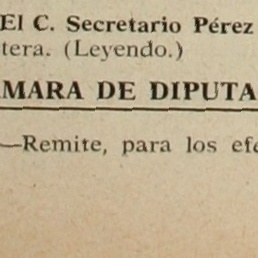 El C. Secretario Pérez
tera. (Leyendo.)
MARA DE DIPUTA
—Remite, para los efe